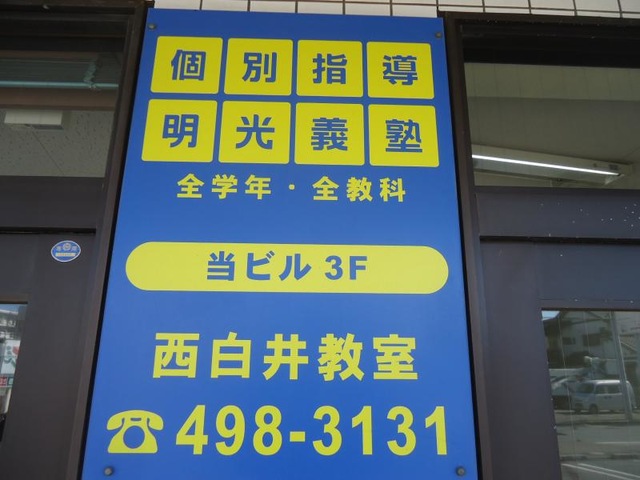 個別指導
明光義塾
全学年・全教科
当ビル 3F
西白井教室
☎498-3131